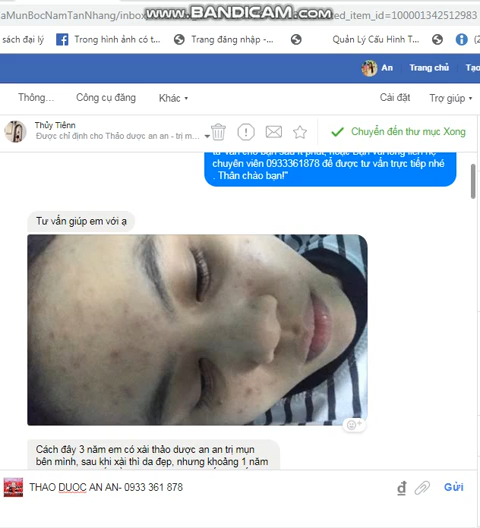 aMunBocNamTanNhang/inbox
www.BANDICAM.com
ed_item_id=100001342512983
sách đại lý
Trong hình ảnh có t...
Trang đăng nhập -...
Quản Lý Cấu Hình T...
(2)
An
Trang chủ
Tạo
Thông...
Công cụ đăng
Khác
Cài đặt
Trợ giúp
Thủy Tiênn
Được chỉ định cho Thảo dược an an - trị m...
Chuyển đến thư mục Xong
chuyên viên 0933361878 để được tư vấn trực tiếp nhé
. Thân chào bạn!"
Tư vấn giúp em với ạ
Cách đây 3 năm em có xài thảo dược an an trị mụn
bên mình, sau khi xài thì da đẹp, nhưng khoảng 1 năm
THAO DUOC AN AN- 0933 361 878
đ
Gửi